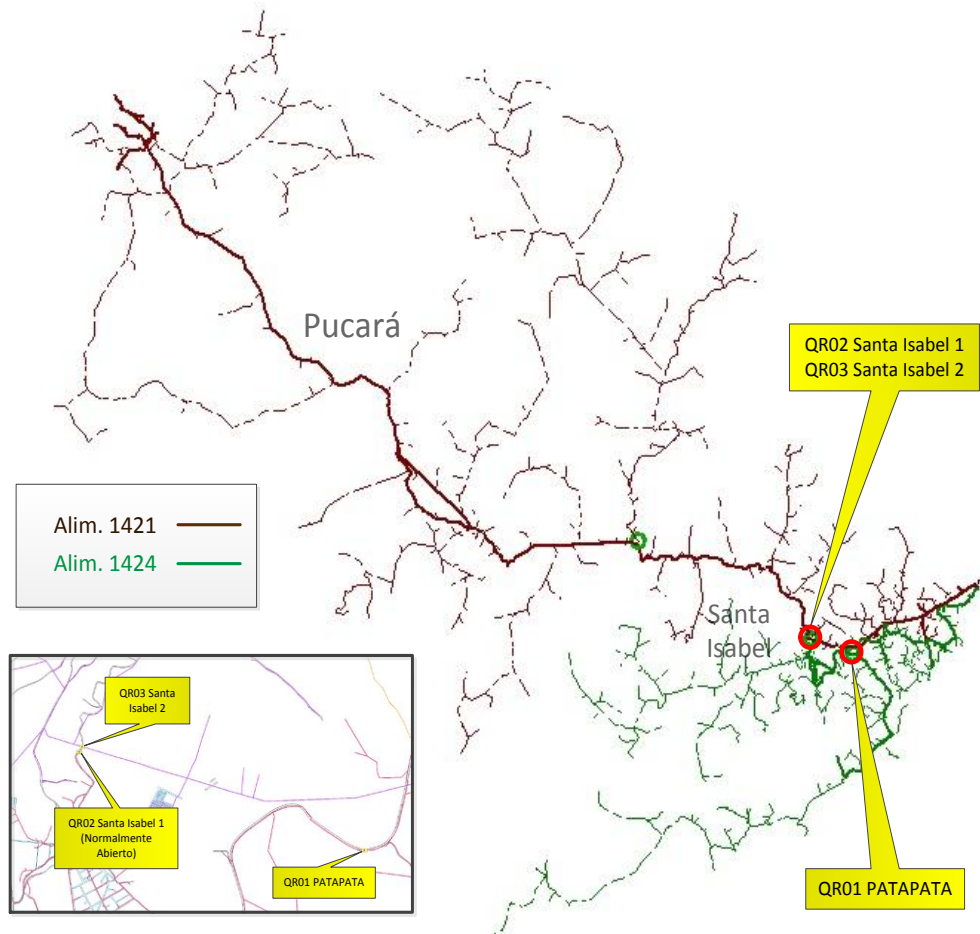 Pucará
QR02 Santa Isabel 1
QR03 Santa Isabel 2
Alim. 1421
Alim. 1424
Santa
Isabel
QR03 Santa
Isabel 2
QR02 Santa Isabel 1
(Normalmente
Abierto)
QR01 PATAPATA
QR01 PATAPATA